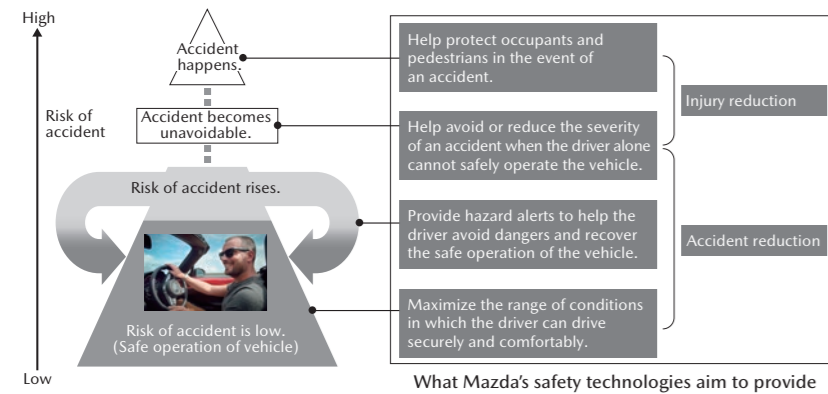 High
Accident
happens.
Risk of
accident
Accident becomes
unavoidable.
Risk of accident rises.
Risk of accident is low.
(Safe operation of vehicle)
Low
Help protect occupants and
pedestrians in the event of
an accident.
Help avoid or reduce the severity
of an accident when the driver alone
cannot safely operate the vehicle.
Provide hazard alerts to help the
driver avoid dangers and recover
the safe operation of the vehicle.
Maximize the range of conditions
in which the driver can drive
securely and comfortably.
Injury reduction
Accident reduction
What Mazda's safety technologies aim to provide